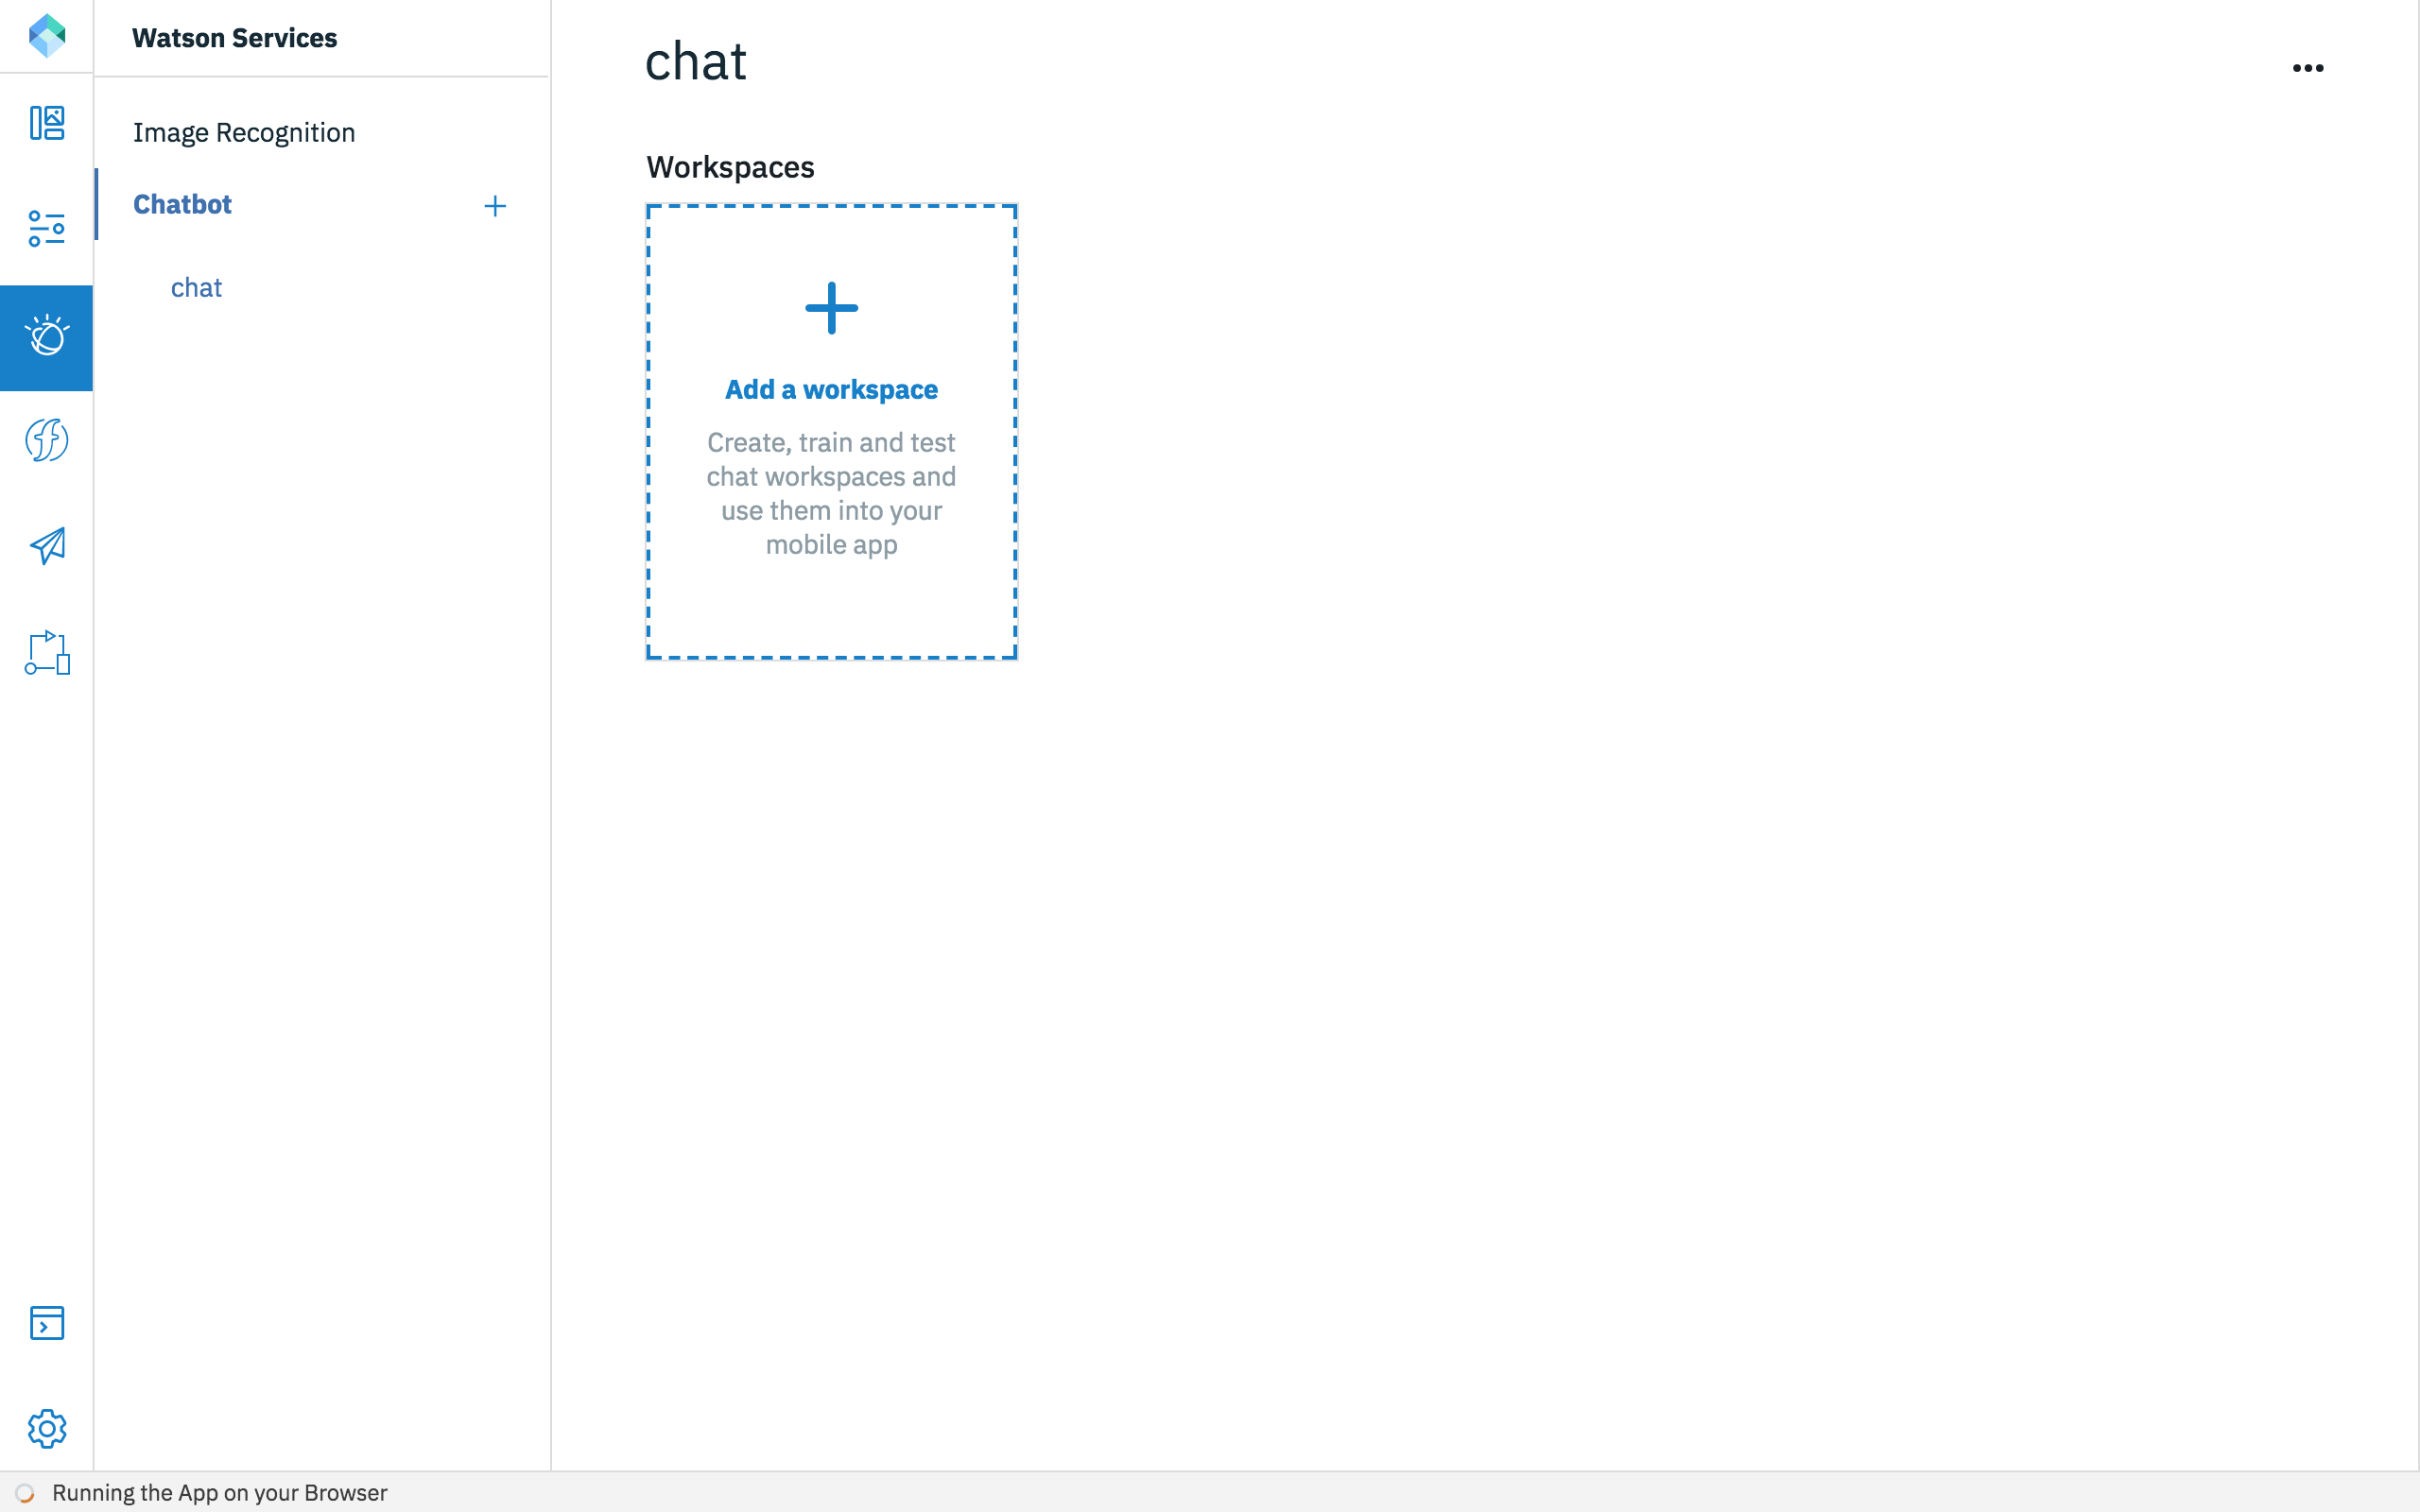 Watson Services
Image Recognition
Chatbot
chat
chat
Workspaces
Add a workspace
Create, train and test
chat workspaces and
use them into your
mobile app
Running the App on your Browser